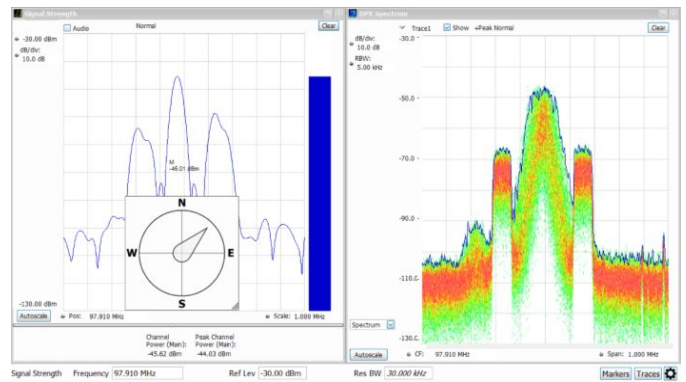 Signal Strength
Audio
Normal
Clear
-30.00 dBm
dB/div:
10.0 dB
M
-45.01 dBm
N
W
E
S
-130.00 dBm
Autoscale
Pos: 97.910 MHz
Scale: 1.000 MHz
Channel Power (Main):
-45.62 dBm
Peak Channel Power (Main):
-44.03 dBm
DPX Spectrum
Trace1
Show
+Peak Normal
Clear
dB/div:
10.0 dB
RBW:
5.00 kHz
-30.0
-50.0
-70.0
-90.0
-110.0
-130.0
Spectrum
Autoscale
CF: 97.910 MHz
Span: 1.000 MHz
Signal Strength
Frequency 97.910 MHz
Ref Lev -30.00 dBm
Res BW 30.000 kHz
Markers
Traces